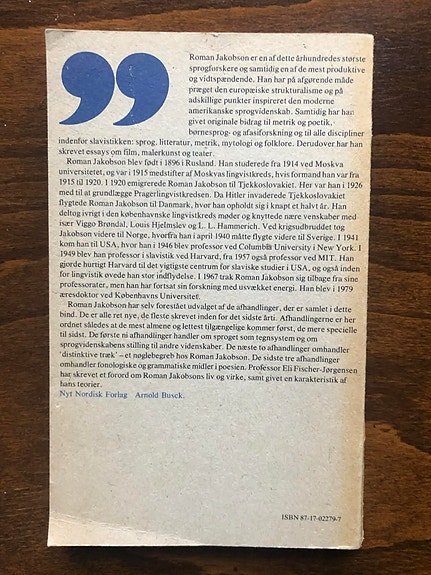 Roman Jakobson er en af dette århundredes største
sprogforskere og samtidig en af de mest produktive
og vidtspændende. Han har på afgørende måde
præget den europæiske strukturalisme og på
adskillige punkter inspireret den moderne
amerikanske sprogvidenskab. Samtidig har han
givet originale bidrag til metrik og poetik,
børnesprog- og afasiforskning og til alle discipliner
indenfor slavistikken: sprog, litteratur, metrik, mytologi og folklore. Derudover har han
skrevet essays om film, malerkunst og teater.
Roman Jakobson blev født i 1896 i Rusland. Han studerede fra 1914 ved Moskva
universitetet, og var i 1915 medstifter af Moskvas lingvistkreds, hvis formand han var fra
1915 til 1920. I 1920 emigrerede Roman Jakobson til Tjekkoslovakiet. Her var han i 1926
med til at grundlægge Pragerlingvistkredsen. Da Hitler invaderede Tjekkoslovakiet
flygtede Roman Jakobson til Danmark, hvor han opholdt sig i knapt et halvt år. Han
deltog ivrigt i den københavnske lingvistkreds møder og knyttede nære venskaber med
især Viggo Brøndal, Louis Hjelmslev og L. L. Hammerich. Ved krigsudbruddet tog
Jakobson videre til Norge, hvorfra han i april 1940 måtte flygte videre til Sverige. I 1941
kom han til USA, hvor han i 1946 blev professor ved Columbia University i New York. I
1949 blev han professor i slavistik ved Harvard, fra 1957 også professor ved MIT. Han
gjorde hurtigt Harvard til det vigtigste centrum for slaviske studier i USA, og også inden
for lingvistik øvede han stor indflydelse. I 1967 trak Roman Jakobson sig tilbage fra sine
professorater, men han har fortsat sin forskning med usvækket energi. Han blev i 1979
æresdoktor ved Københavns Universitet.
Roman Jakobson har selv forestået udvalget af de afhandlinger, der er samlet i dette
bind. De er alle ret nye, de fleste skrevet inden for det sidste årti. Afhandlingerne er her
ordnet således at de mest almene og lettest tilgængelige kommer først, de mere specielle
til sidst. De første ni afhandlinger handler om sproget som tegnsystem og om
sprogvidenskabens stilling til andre videnskaber. De næste to afhandlinger omhandler
'distinktive træk' – et nøglebegreb hos Roman Jakobson. De sidste tre afhandlinger
omhandler fonologiske og grammatiske midler i poesien. Professor Eli Fischer-Jørgensen
har skrevet et forord om Roman Jakobsons liv og virke, samt givet en karakteristik af
hans teorier.
Nyt Nordisk Forlag Arnold Busck.
ISBN 87-17-02279-7